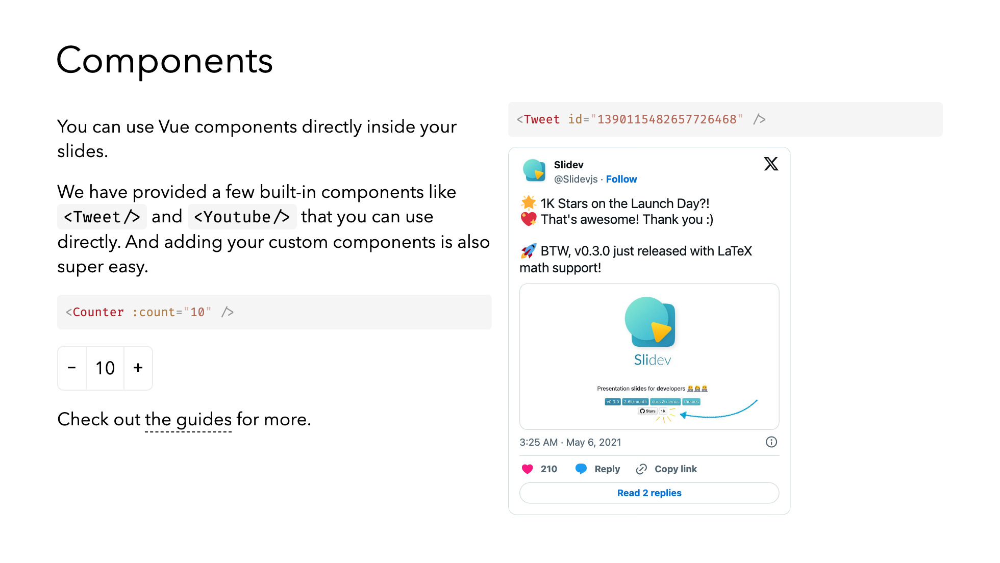 Components
You can use Vue components directly inside your
slides.
We have provided a few built-in components like
<Tweet /> and <Youtube /> that you can use
directly. And adding your custom components is also
super easy.
<Counter :count="10" />
- 10 +
Check out the guides for more.
<Tweet id="1390115482657726468" />
Slidev
@Slidevjs · Follow
🌟 1K Stars on the Launch Day?!
💖 That's awesome! Thank you :)
🚀 BTW, v0.3.0 just released with LaTeX
math support!
Slidev
Presentation slides for developers 🧑‍💻👩‍💻👨‍💻
v0.3.0 2.6k/month docs & demos themes
Stars 1k
3:25 AM · May 6, 2021
210 Reply Copy link
Read 2 replies